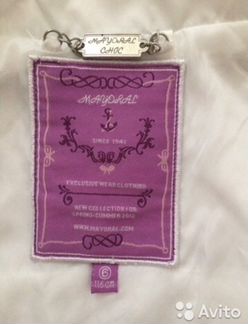 MAYORAL
CHIC
MAYORAL
SINCE 1941
EXCLUSIVE WEAR CLOTHING
NEW COLLECTION FOR
SPRING-SUMMER 2012
WWW.MAYORAL.COM
6
116 CM
Avito